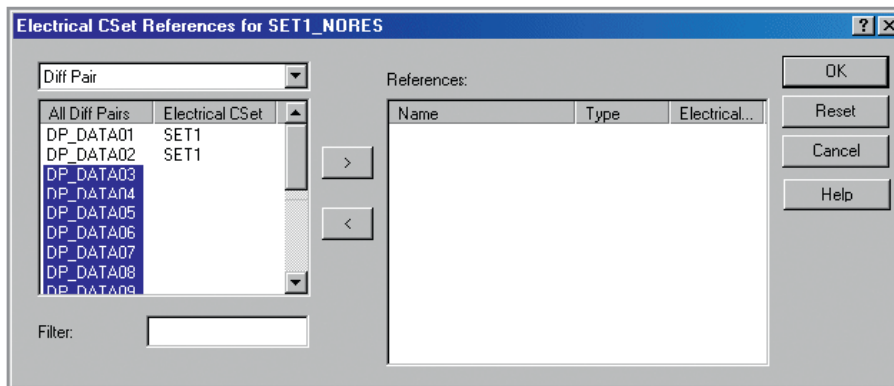 Electrical CSet References for SET1_NORES
Diff Pair
All Diff Pairs Electrical CSet
DP_DATA01 SET1
DP_DATA02 SET1
DP_DATA03
DP_DATA04
DP_DATA05
DP_DATA06
DP_DATA07
DP_DATA08
DP_DATA09
Filter:
>
<
References:
Name Type Electrical...
OK
Reset
Cancel
Help